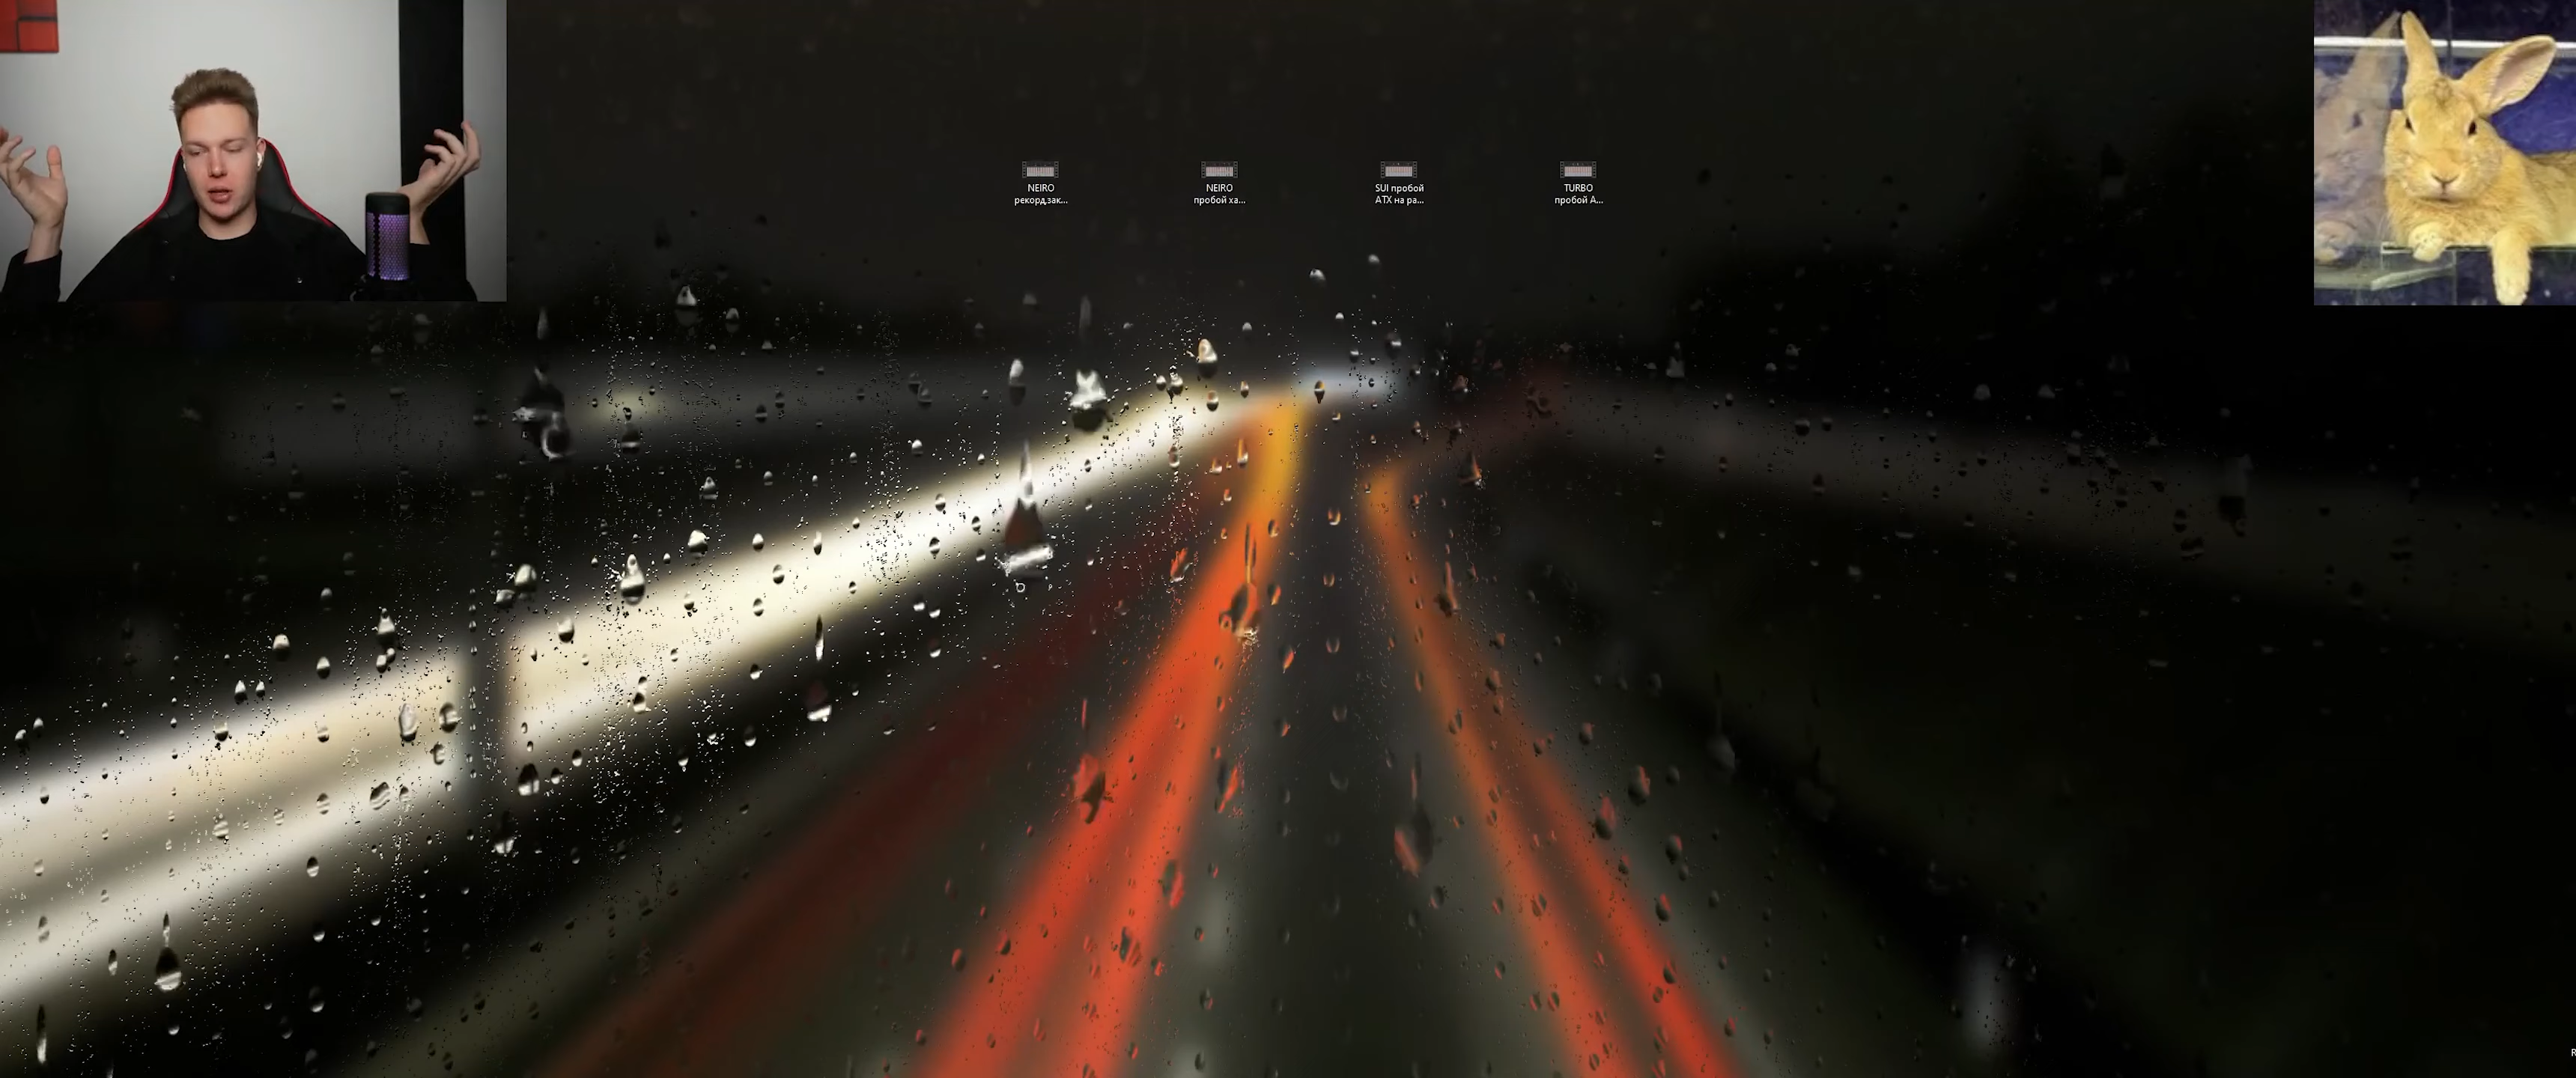 NEIRO
рекорд,зак...
NEIRO
пробой ха...
SUI пробой
ATX на ра...
TURBO
пробой А...
R